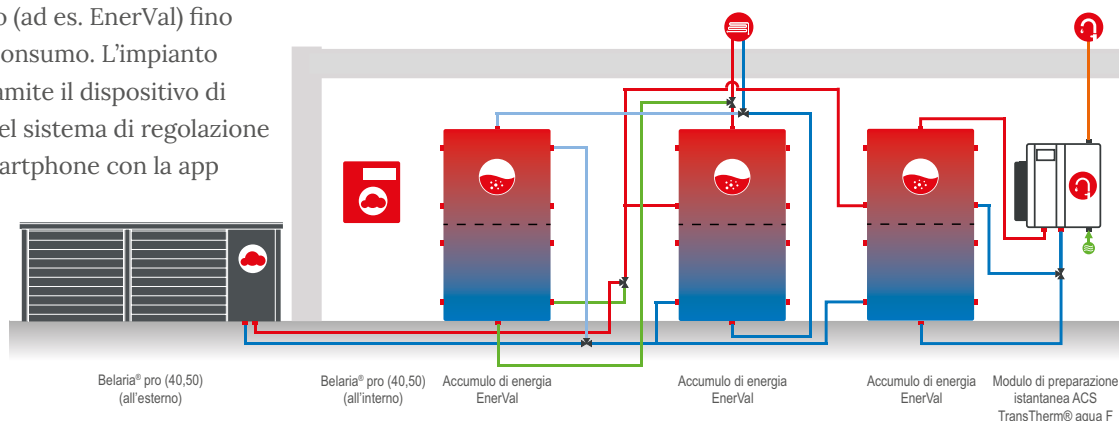 o (ad es. EnerVal) fino
onsumo. L'impianto
amite il dispositivo di
el sistema di regolazione
artphone con la app
Belaria® pro (40,50)
(all'esterno)
Belaria® pro (40,50)
(all'interno)
Accumulo di energia
EnerVal
Accumulo di energia
EnerVal
Accumulo di energia
EnerVal
Modulo di preparazione
istantanea ACS
TransTherm® aqua F